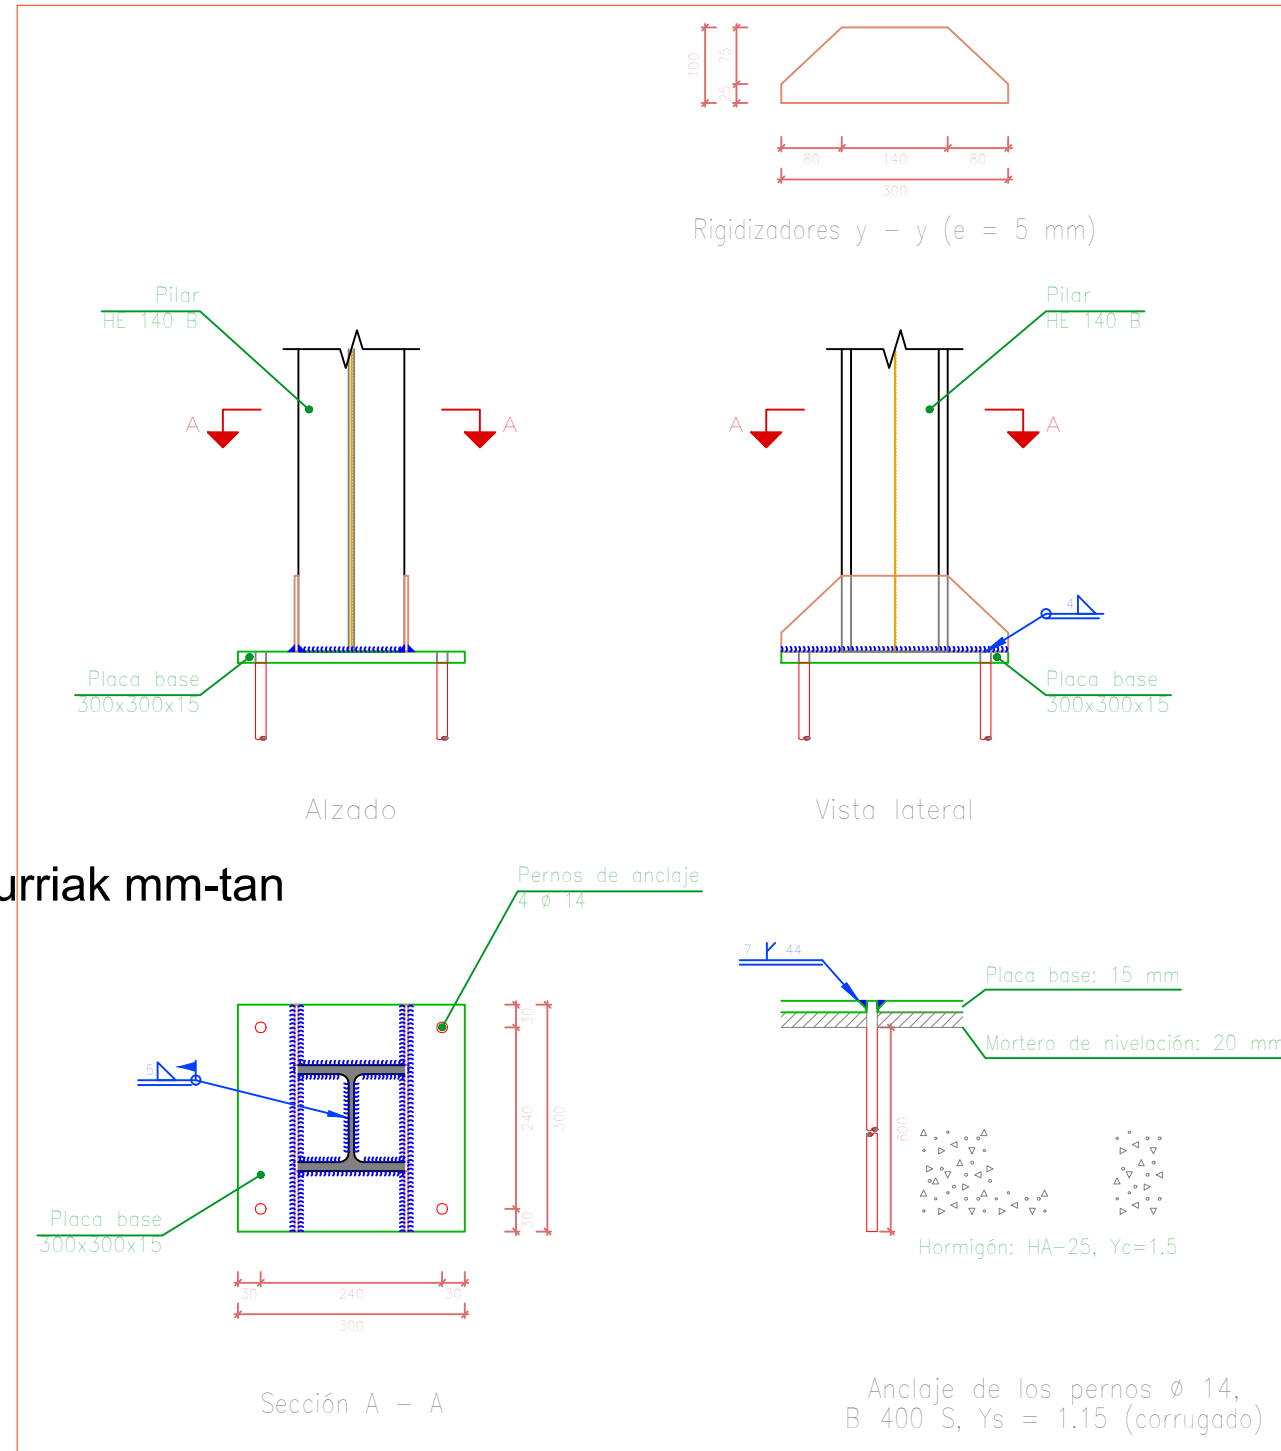 100
75
25
80
140
80
300
Rigidizadores y - y (e = 5 mm)
Pilar
HE 140 B
Pilar
HE 140 B
A
A
A
A
4
Placa base
300x300x15
Placa base
300x300x15
Alzado
Vista lateral
urriak mm-tan
Pernos de anclaje
4 ø 14
7
44
Placa base: 15 mm
Mortero de nivelación: 20 mm
30
240
300
30
5
600
Placa base
300x300x15
Hormigón: HA-25, Yc=1.5
30
240
30
300
Sección A - A
Anclaje de los pernos Ø 14,
B 400 S, Ys = 1.15 (corrugado)